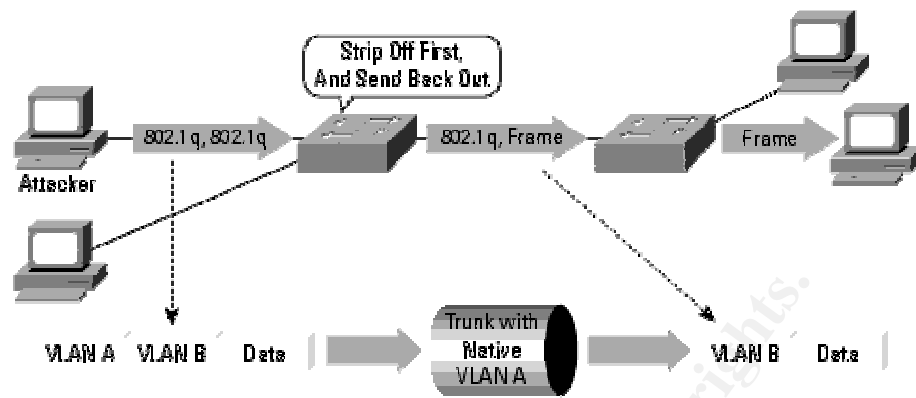 Strip Off First,
And Send Back Out.
802.1q, 802.1q
802.1q, Frame
Frame
Attacker
Trunk with
Native
VLAN A
VLAN A VLAN B Data
VLAN B Data
rights.